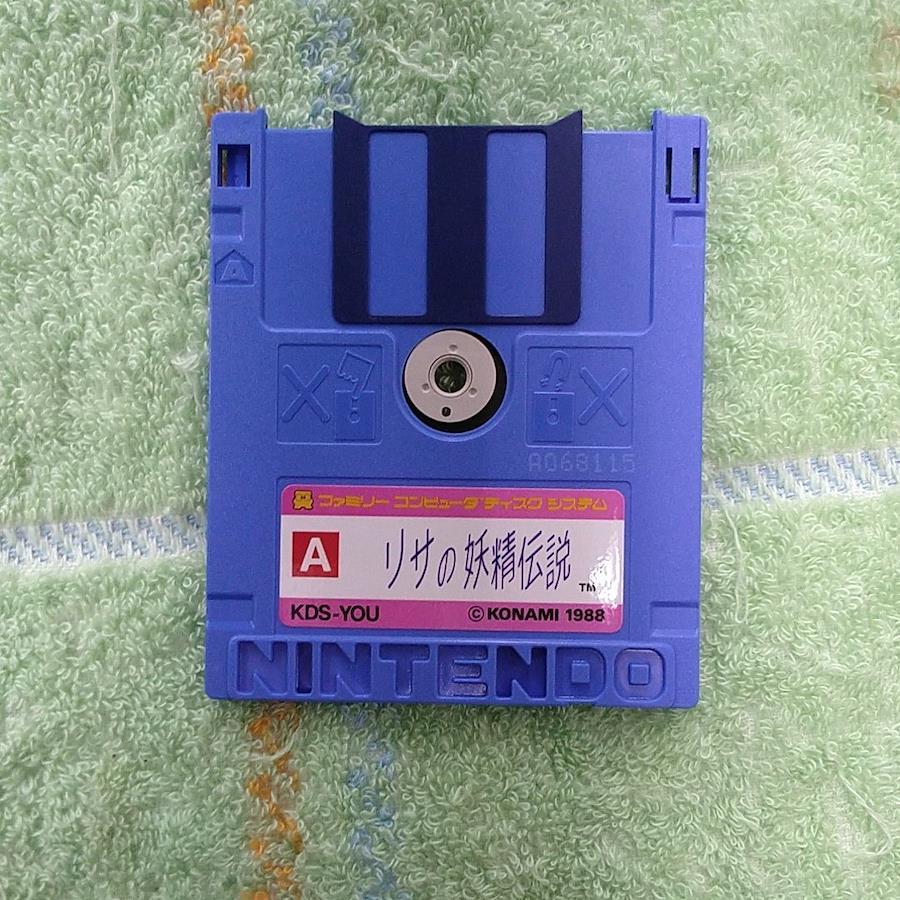 A
A068115
ファミリー コンピュータ ディスク システム
A リサの妖精伝説 TM
KDS-YOU ©KONAMI 1988
NINTENDO